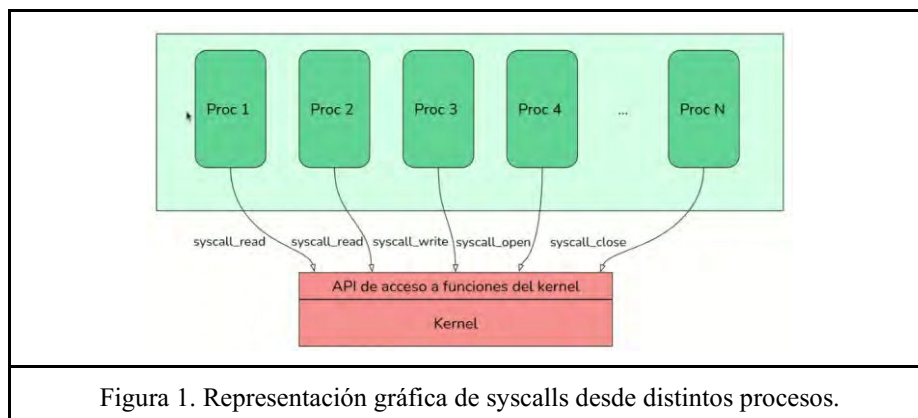 Proc 1 Proc 2 Proc 3 Proc 4 ... Proc N
syscall_read syscall_read syscall_write syscall_open syscall_close
API de acceso a funciones del kernel
Kernel
Figura 1. Representación gráfica de syscalls desde distintos procesos.